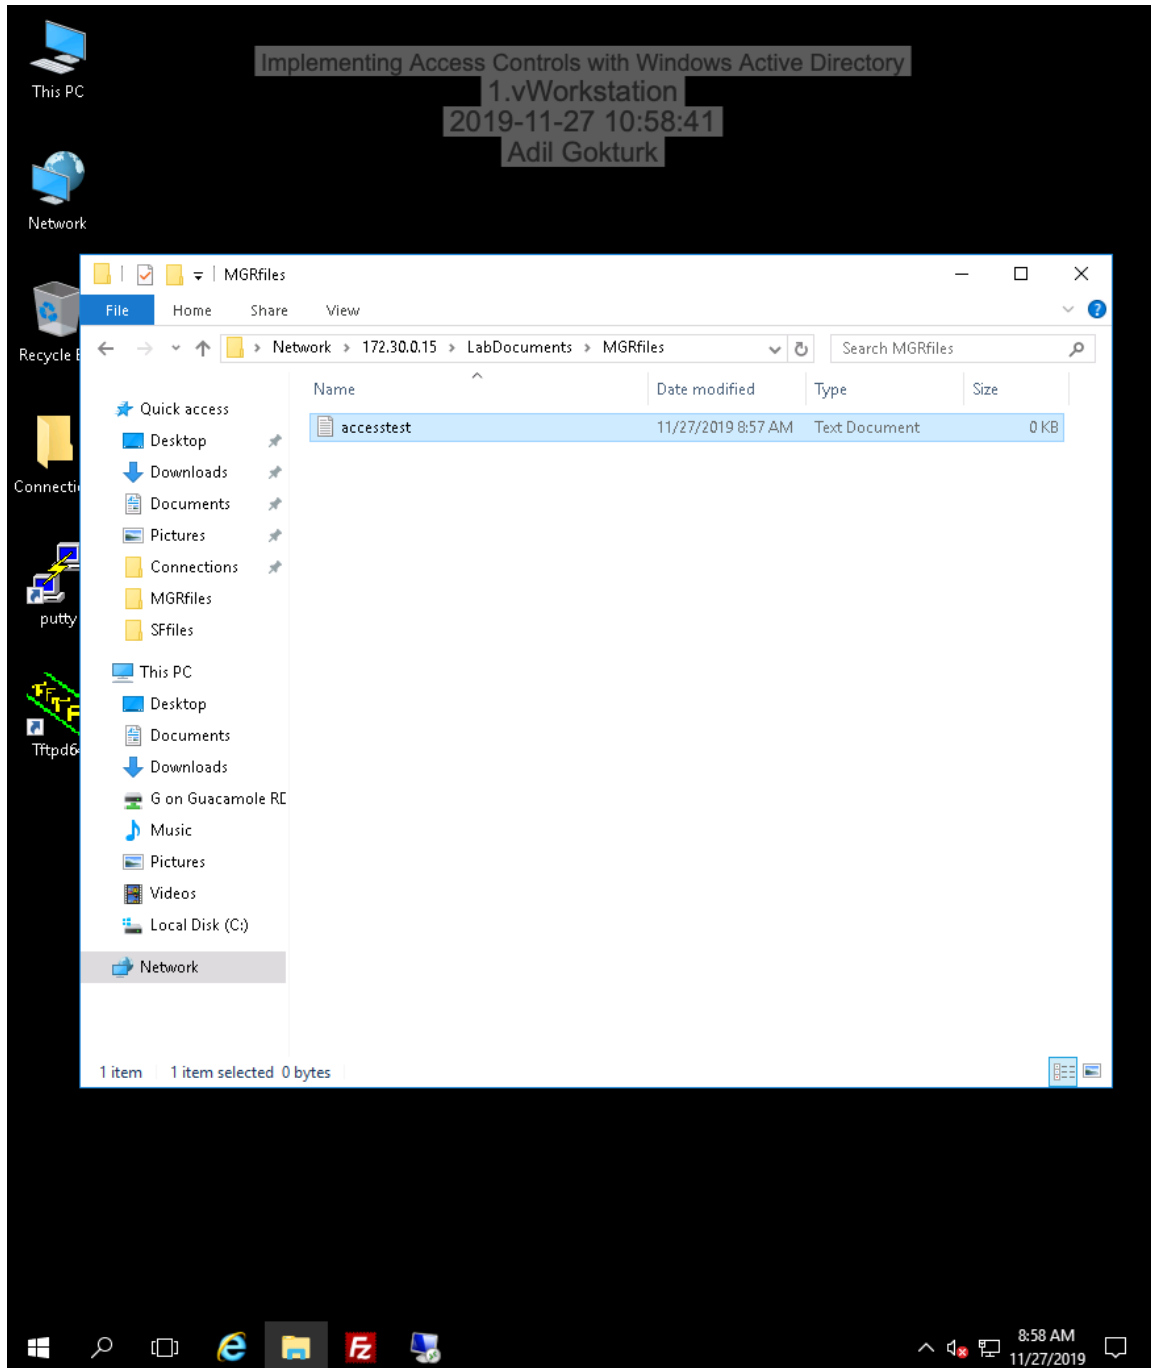 Implementing Access Controls with Windows Active Directory
1.vWorkstation
2019-11-27 10:58:41
Adil Gokturk
This PC
Network
Recycle
putty
MGRfiles
File Home Share View
Network 172.30.0.15 LabDocuments MGRfiles
Search MGRfiles
Name Date modified Type Size
accesstest 11/27/2019 8:57 AM Text Document 0 KB
Quick access
Desktop
Downloads
Documents
Pictures
Connections
MGRfiles
SFfiles
This PC
Desktop
Documents
Downloads
G on Guacamole
Music
Pictures
Videos
Local Disk (C:)
Network
1 item 1 item selected 0 bytes
8:58 AM
11/27/2019